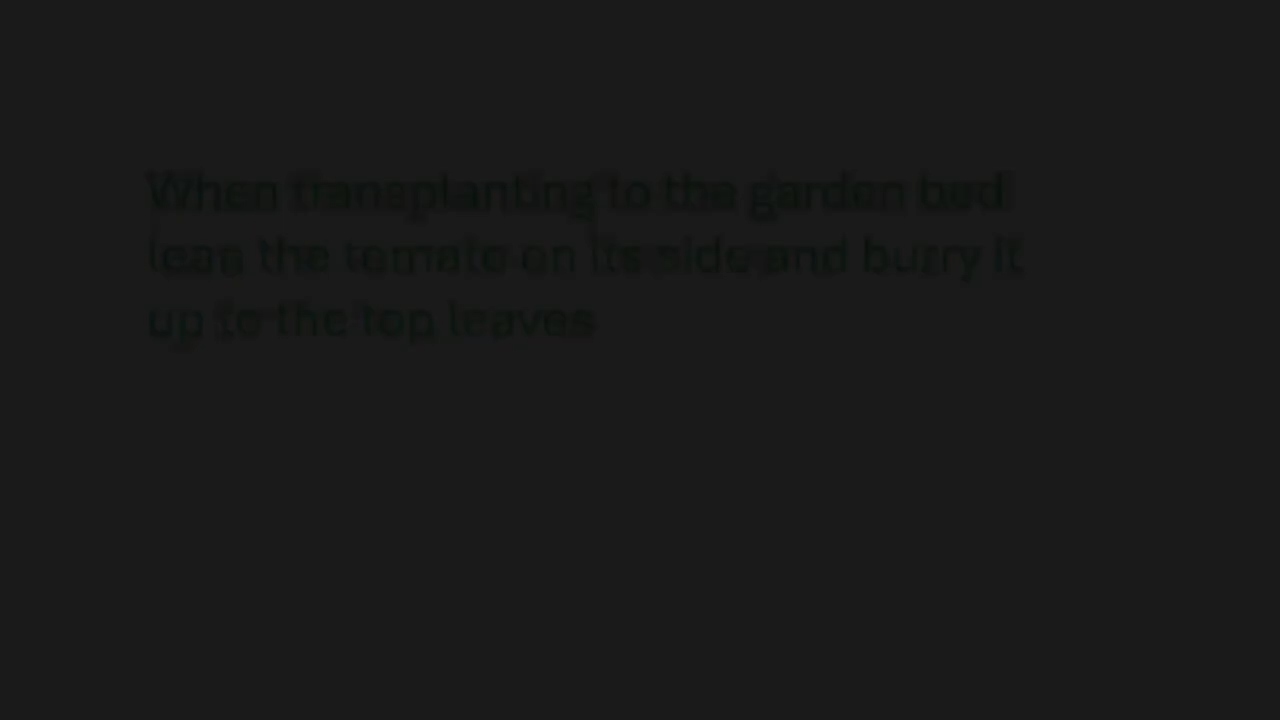 When transplanting to the garden bed
lean the tomato on its side and burry it
up to the top leaves